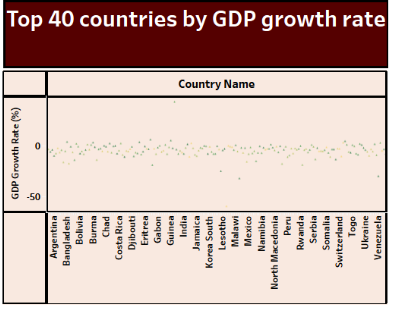 Top 40 countries by GDP growth rate
Country Name
GDP Growth Rate (%)
0
-50
Argentina
Bangladesh
Bolivia
Burma
Chad
Costa Rica
Djibouti
Eritrea
Gabon
Guinea
India
Jamaica
Korea South
Lesotho
Malawi
Mexico
Namibia
North Macedonia
Peru
Rwanda
Serbia
Somalia
Switzerland
Togo
Ukraine
Venezuela